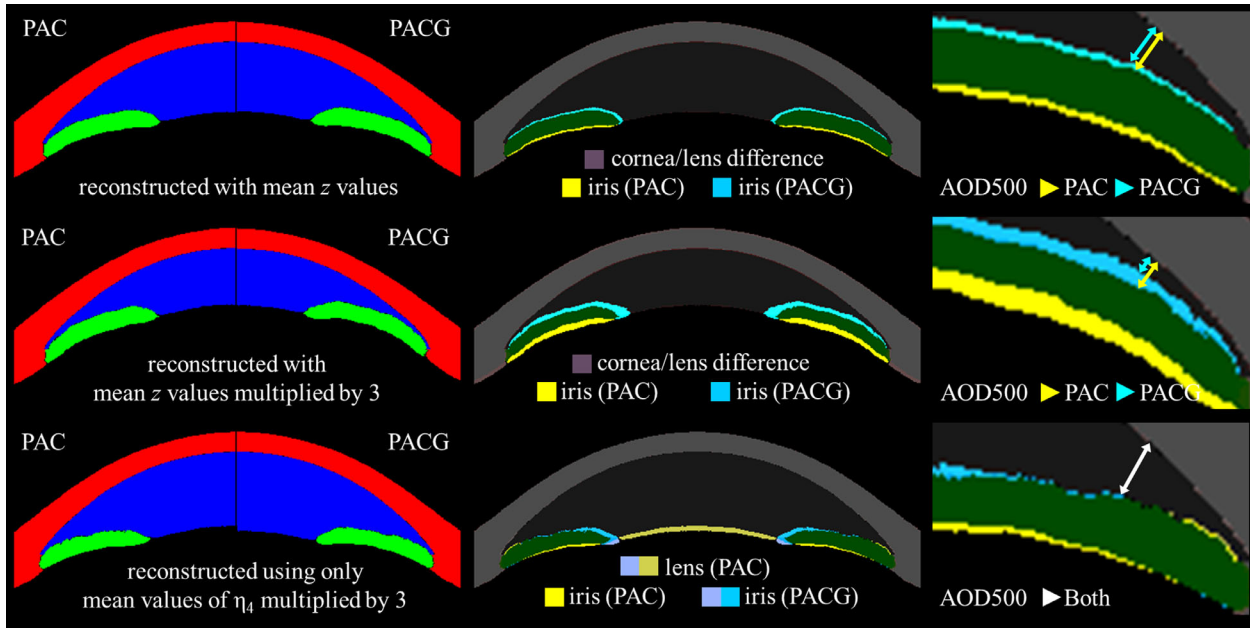 PAC
PACG
reconstructed with mean z values
cornea/lens difference
iris (PAC) iris (PACG)
AOD500 PAC PACG
PAC
PACG
reconstructed with
mean z values multiplied by 3
cornea/lens difference
iris (PAC) iris (PACG)
AOD500 PAC PACG
PAC
PACG
reconstructed using only
mean values of η₄ multiplied by 3
lens (PAC)
iris (PAC) iris (PACG)
AOD500 Both